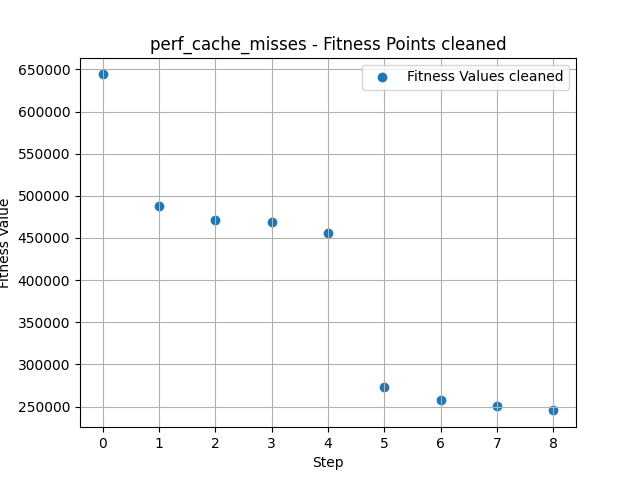 perf_cache_misses - Fitness Points cleaned
Fitness Values cleaned
650000
600000
550000
500000
450000
400000
350000
300000
250000
Fitness Value
0 1 2 3 4 5 6 7 8
Step